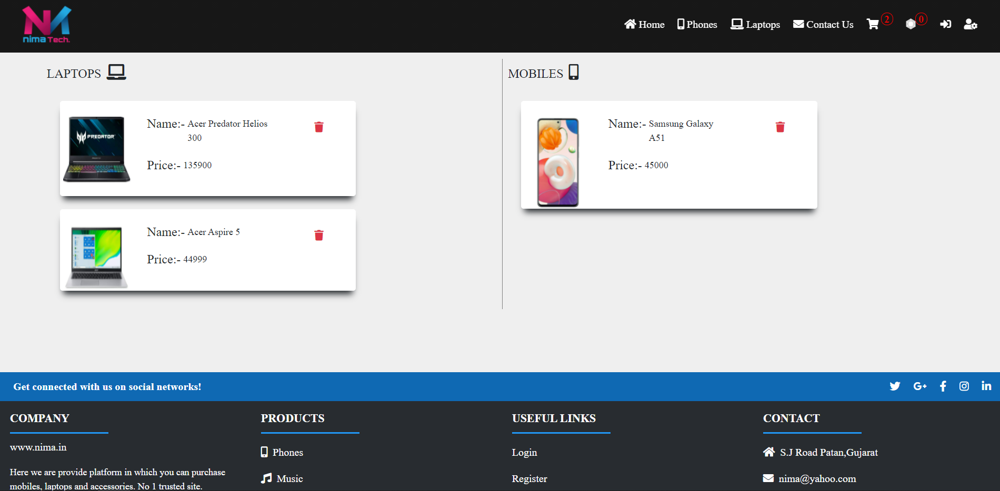 nima Tech.
Home Phones Laptops Contact Us 2 0
LAPTOPS
Name:- Acer Predator Helios
300
Price:- 135900
PREDATOR
Name:- Acer Aspire 5
Price:- 44999
MOBILES
Name:- Samsung Galaxy
A51
Price:- 45000
Get connected with us on social networks!
COMPANY
www.nima.in
Here we are provide platform in which you can purchase
mobiles, laptops and accessories. No 1 trusted site.
PRODUCTS
Phones
Music
USEFUL LINKS
Login
Register
CONTACT
S.J Road Patan,Gujarat
nima@yahoo.com